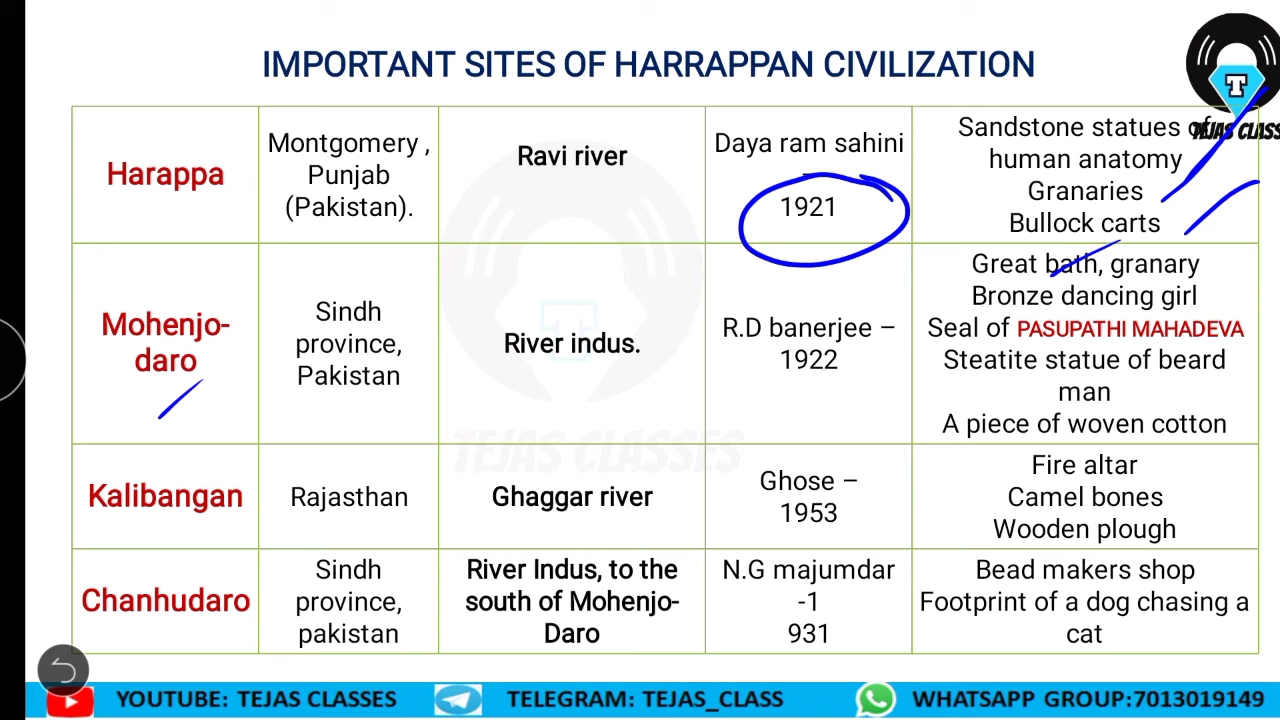 IMPORTANT SITES OF HARRAPPAN CIVILIZATION
T
TEJAS CLASS
Harappa
Montgomery ,
Punjab
(Pakistan).
Ravi river
Daya ram sahini
–
1921
Sandstone statues of
human anatomy
Granaries
Bullock carts
Mohenjo-
daro
Sindh
province,
Pakistan
River indus.
R.D banerjee –
1922
Great bath, granary
Bronze dancing girl
Seal of PASUPATHI MAHADEVA
Steatite statue of beard
man
A piece of woven cotton
TEJAS CLASSES
Kalibangan
Rajasthan
Ghaggar river
Ghose –
1953
Fire altar
Camel bones
Wooden plough
Chanhudaro
Sindh
province,
pakistan
River Indus, to the
south of Mohenjo-
Daro
N.G majumdar
-1
931
Bead makers shop
Footprint of a dog chasing a
cat
YOUTUBE: TEJAS CLASSES
TELEGRAM: TEJAS_CLASS
WHATSAPP GROUP:7013019149